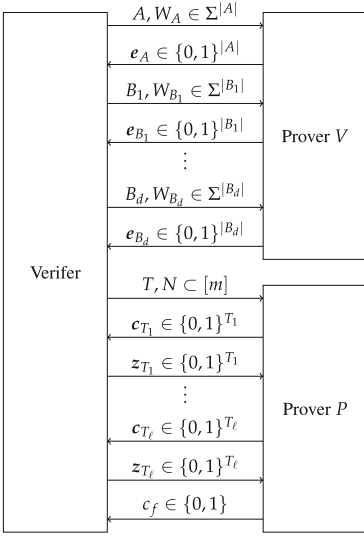 A, W_A ∈ Σ^{|A|}
e_A ∈ {0, 1}^{|A|}
B_1, W_{B_1} ∈ Σ^{|B_1|}
e_{B_1} ∈ {0, 1}^{|B_1|}
Prover V
⋮
B_d, W_{B_d} ∈ Σ^{|B_d|}
e_{B_d} ∈ {0, 1}^{|B_d|}
Verifer
T, N ⊂ [m]
c_{T_1} ∈ {0, 1}^{T_1}
z_{T_1} ∈ {0, 1}^{T_1}
⋮
Prover P
c_{T_ℓ} ∈ {0, 1}^{T_ℓ}
z_{T_ℓ} ∈ {0, 1}^{T_ℓ}
c_f ∈ {0, 1}